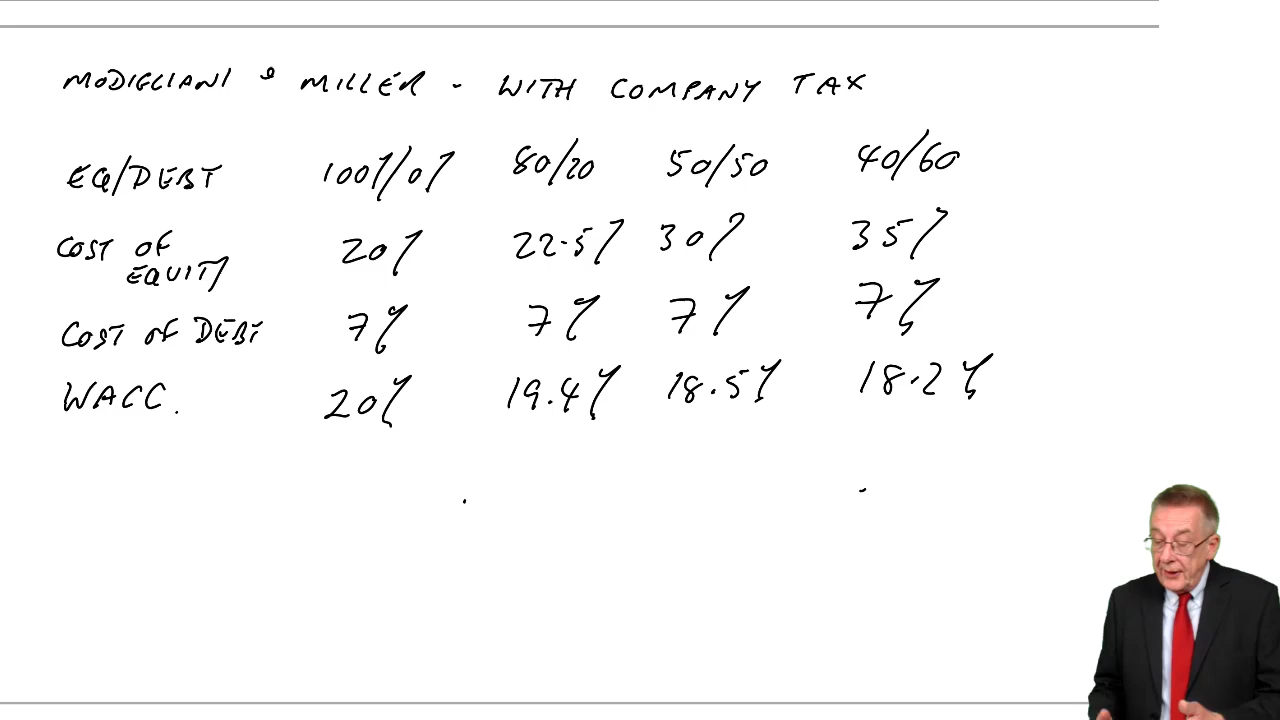 MODIGLIANI & MILLER - WITH COMPANY TAX
EQ/DEBT 100%/0% 80/20 50/50 40/60
COST OF EQUITY 20% 22.5% 30% 35%
COST OF DEBT 7% 7% 7% 7%
WACC. 20% 19.4% 18.5% 18.2%